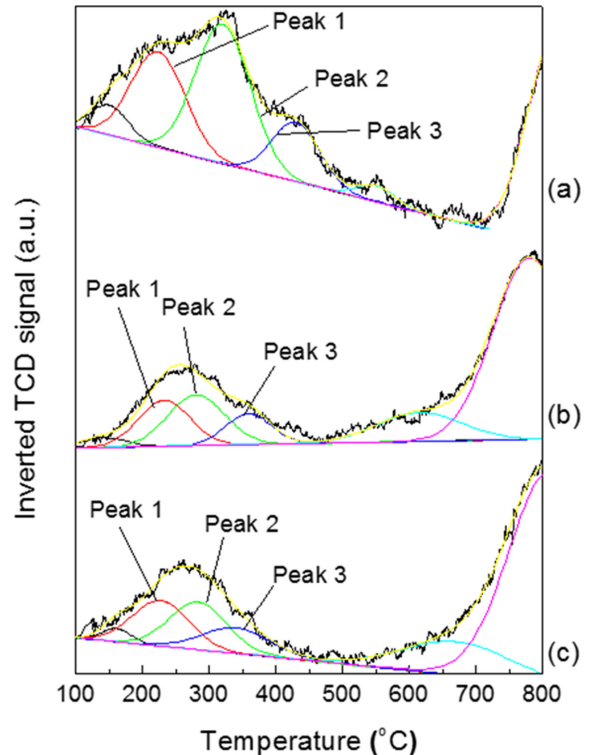 Peak 1
Peak 2
Peak 3
(a)
Peak 1
Peak 2
Peak 3
(b)
Peak 1
Peak 2
Peak 3
(c)
Inverted TCD signal (a.u.)
100 200 300 400 500 600 700 800
Temperature (°C)